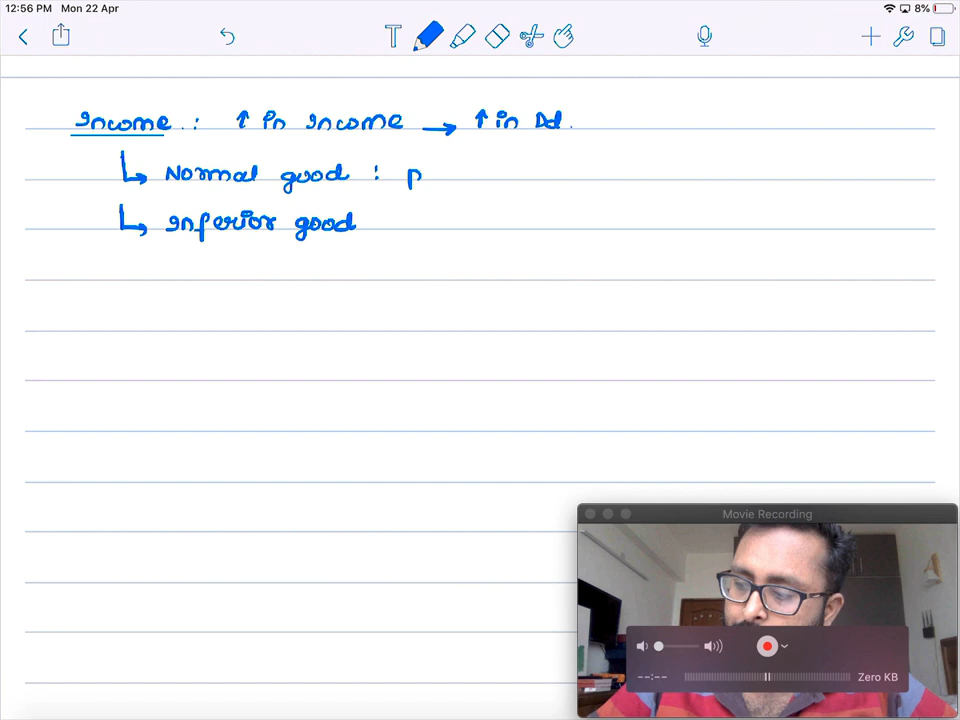 12:56 PM Mon 22 Apr 8%
T
Income : ↑ in Income → ↑ in Dd.
↳ Normal good : p
↳ Inferior good
Movie Recording
--:-- Zero KB